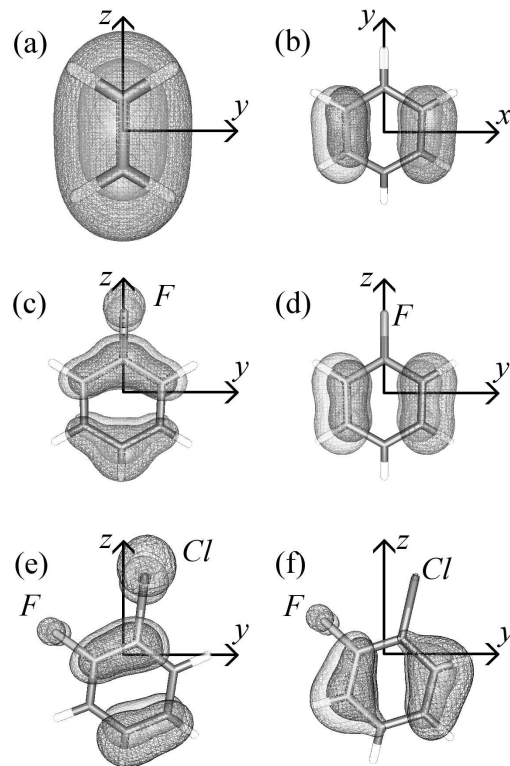 (a) z y
(b) y x
(c) z F y
(d) z F y
(e) z Cl F y
(f) z Cl F y